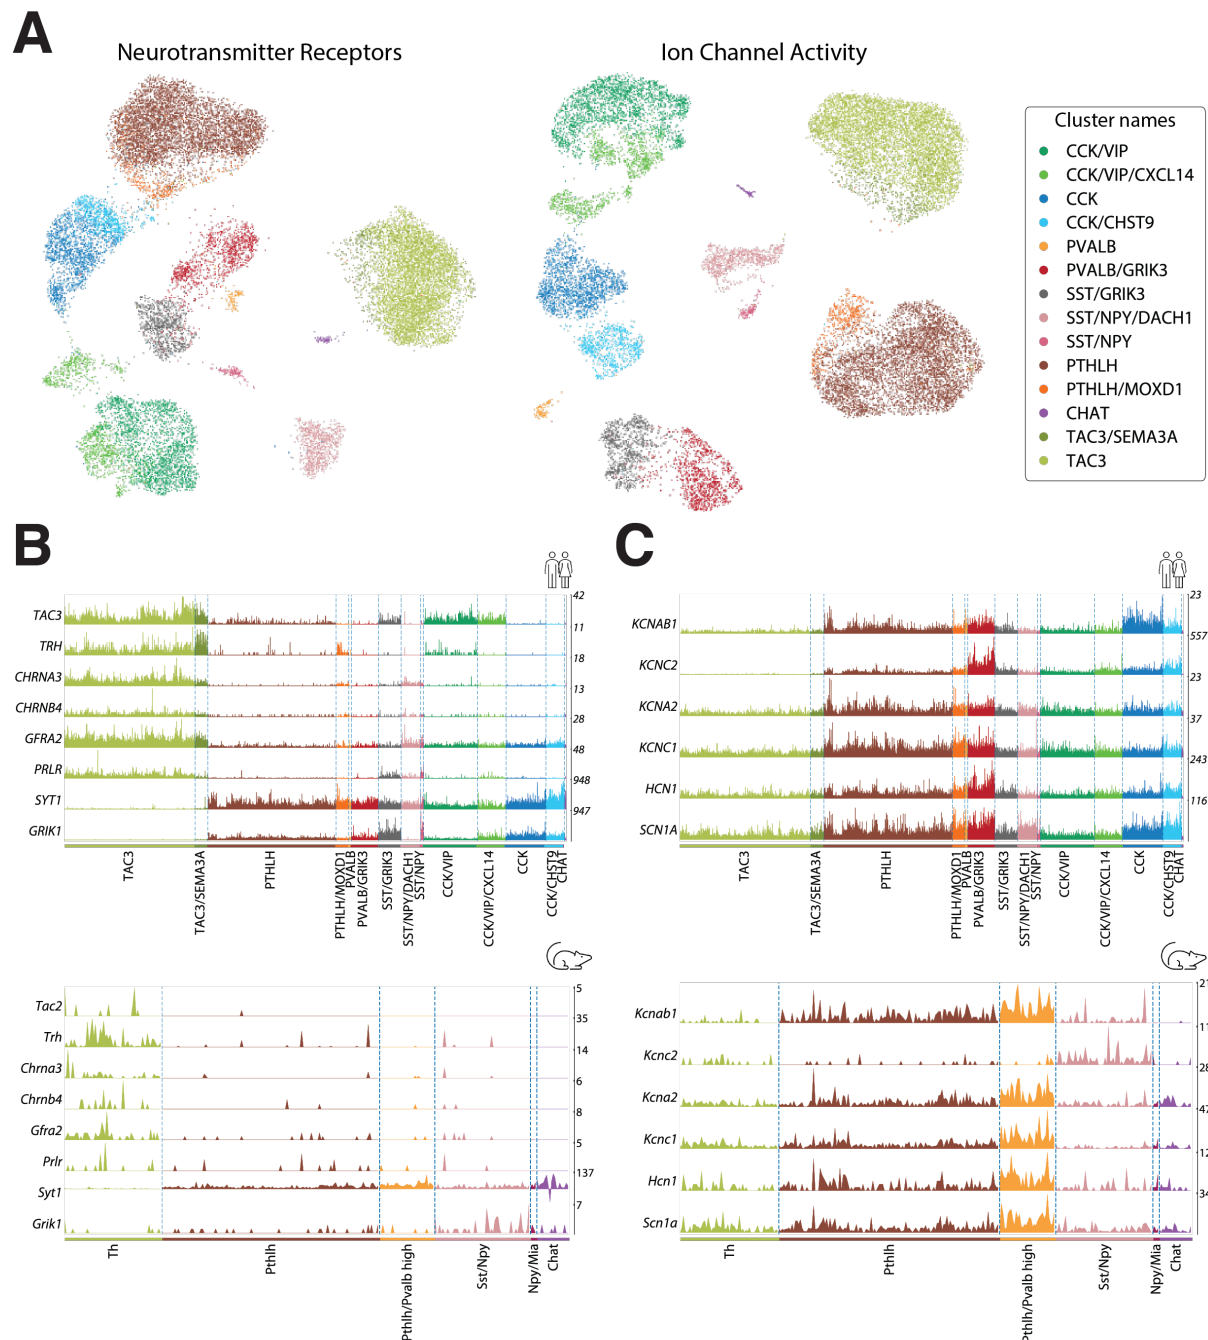 A
Neurotransmitter Receptors
Ion Channel Activity
Cluster names
CCK/VIP
CCK/VIP/CXCL14
CCK
CCK/CHST9
PVALB
PVALB/GRIK3
SST/GRIK3
SST/NPY/DACH1
SST/NPY
PTHLH
PTHLH/MOXD1
CHAT
TAC3/SEMA3A
TAC3
B
TAC3
42
TRH
11
CHRNA3
18
CHRNB4
13
GFRA2
28
PRLR
48
SYT1
948
GRIK1
947
TAC3
TAC3/SEMA3A
PTHLH
PTHLH/MOXD1
PVALB
PVALB/GRIK3
SST/GRIK3
SST/NPY/DACH1
SST/NPY
CCK/VIP
CCK/VIP/CXCL14
CCK
CCK/CHST9
CHAT
Tac2
5
Trh
35
Chrna3
14
Chrnb4
6
Gfra2
8
Prlr
5
Syt1
137
Grik1
7
Th
Pthlh
Pthlh/Pvalb high
Sst/Npy
Npy/Mia
Chat
C
KCNAB1
23
KCNC2
557
KCNA2
23
KCNC1
37
HCN1
243
SCN1A
116
TAC3
TAC3/SEMA3A
PTHLH
PTHLH/MOXD1
PVALB
PVALB/GRIK3
SST/GRIK3
SST/NPY/DACH1
SST/NPY
CCK/VIP
CCK/VIP/CXCL14
CCK
CCK/CHST9
CHAT
Kcnab1
Kcnc2
Kcna2
28
Kcnc1
Hcn1
Scn1a
34
Th
Pthlh
Pthlh/Pvalb high
Sst/Npy
Npy/Mia
Chat